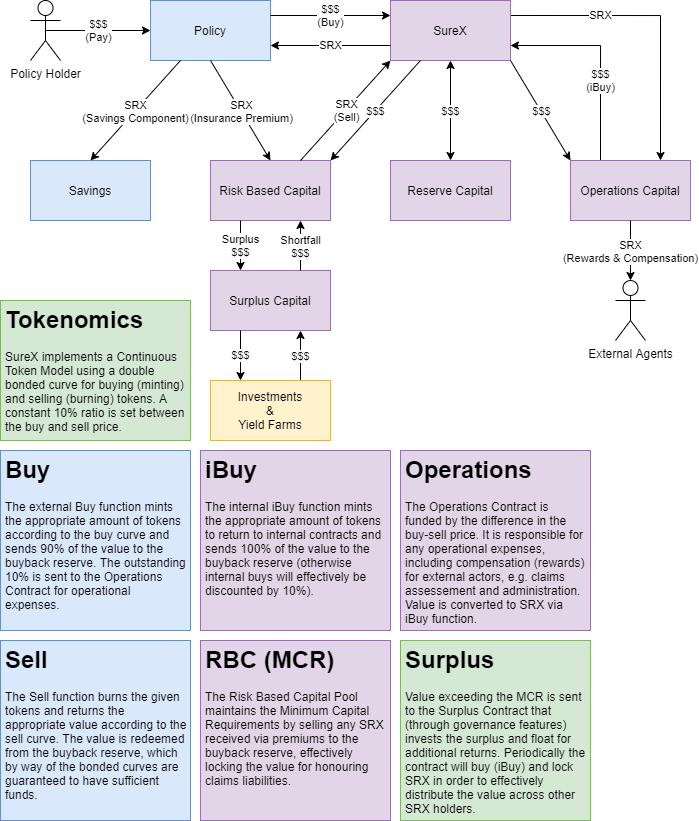 $$$
(Pay)
Policy Holder
Policy
$$$
(Buy)
SRX
SureX
SRX
$$$
(iBuy)
SRX
(Savings Component)
SRX
(Insurance Premium)
SRX
(Sell)
$$$
$$$
$$$
Savings
Risk Based Capital
Reserve Capital
Operations Capital
Surplus
$$$
Shortfall
$$$
SRX
(Rewards & Compensation)
External Agents
Surplus Capital
$$$
$$$
Investments
&
Yield Farms
Tokenomics
SureX implements a Continuous
Token Model using a double
bonded curve for buying (minting)
and selling (burning) tokens. A
constant 10% ratio is set between
the buy and sell price.
Buy
The external Buy function mints
the appropriate amount of tokens
according to the buy curve and
sends 90% of the value to the
buyback reserve. The outstanding
10% is sent to the Operations
Contract for operational
expenses.
iBuy
The internal iBuy function mints
the appropriate amount of tokens
to return to internal contracts and
sends 100% of the value to the
buyback reserve (otherwise
internal buys will effectively be
discounted by 10%).
Operations
The Operations Contract is
funded by the difference in the
buy-sell price. It is responsible for
any operational expenses,
including compensation (rewards)
for external actors, e.g. claims
assessement and administration.
Value is converted to SRX via
iBuy function.
Sell
The Sell function burns the given
tokens and returns the
appropriate value according to the
sell curve. The value is redeemed
from the buyback reserve, which
by way of the bonded curves are
guaranteed to have sufficient
funds.
RBC (MCR)
The Risk Based Capital Pool
maintains the Minimum Capital
Requirements by selling any SRX
received via premiums to the
buyback reserve, effectively
locking the value for honouring
claims liabilities.
Surplus
Value exceeding the MCR is sent
to the Surplus Contract that
(through governance features)
invests the surplus and float for
additional returns. Periodically the
contract will buy (iBuy) and lock
SRX in order to effectively
distribute the value across other
SRX holders.